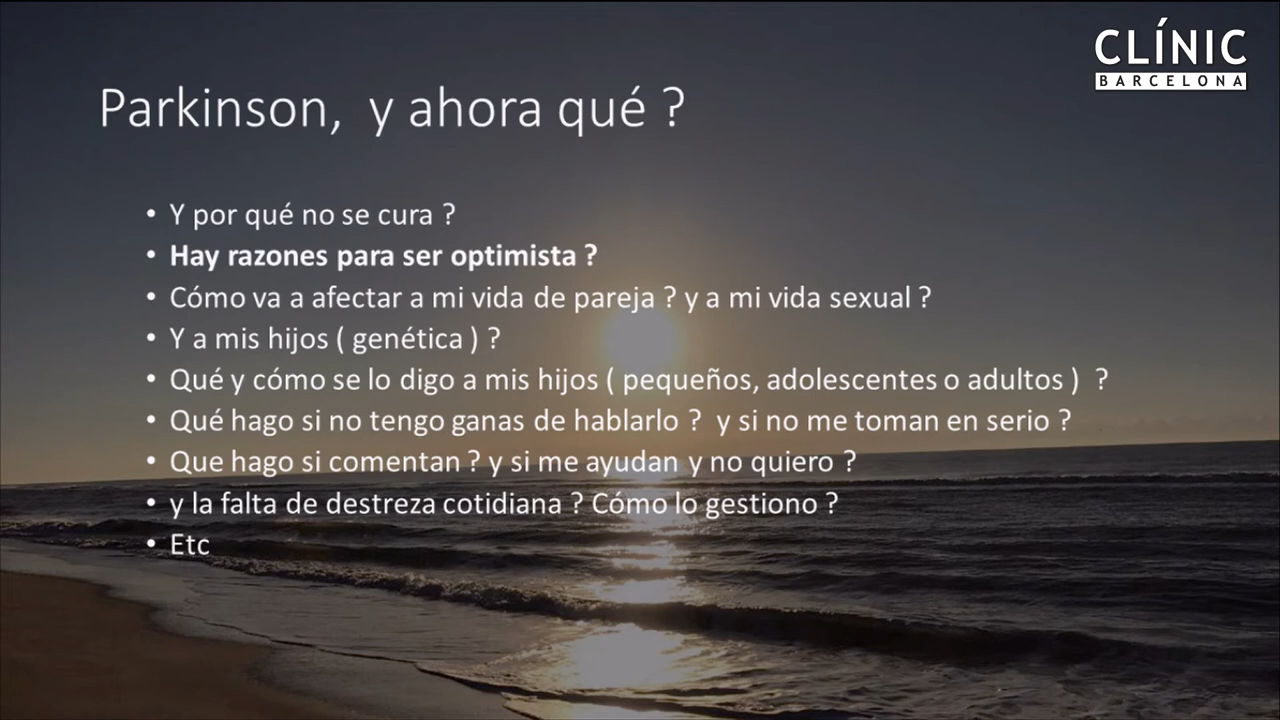 CLÍNIC
BARCELONA
Parkinson, y ahora qué ?
• Y por qué no se cura ?
• Hay razones para ser optimista ?
• Cómo va a afectar a mi vida de pareja ? y a mi vida sexual ?
• Y a mis hijos ( genética ) ?
• Qué y cómo se lo digo a mis hijos ( pequeños, adolescentes o adultos ) ?
• Qué hago si no tengo ganas de hablarlo ? y si no me toman en serio ?
• Que hago si comentan ? y si me ayudan y no quiero ?
• y la falta de destreza cotidiana ? Cómo lo gestiono ?
• Etc